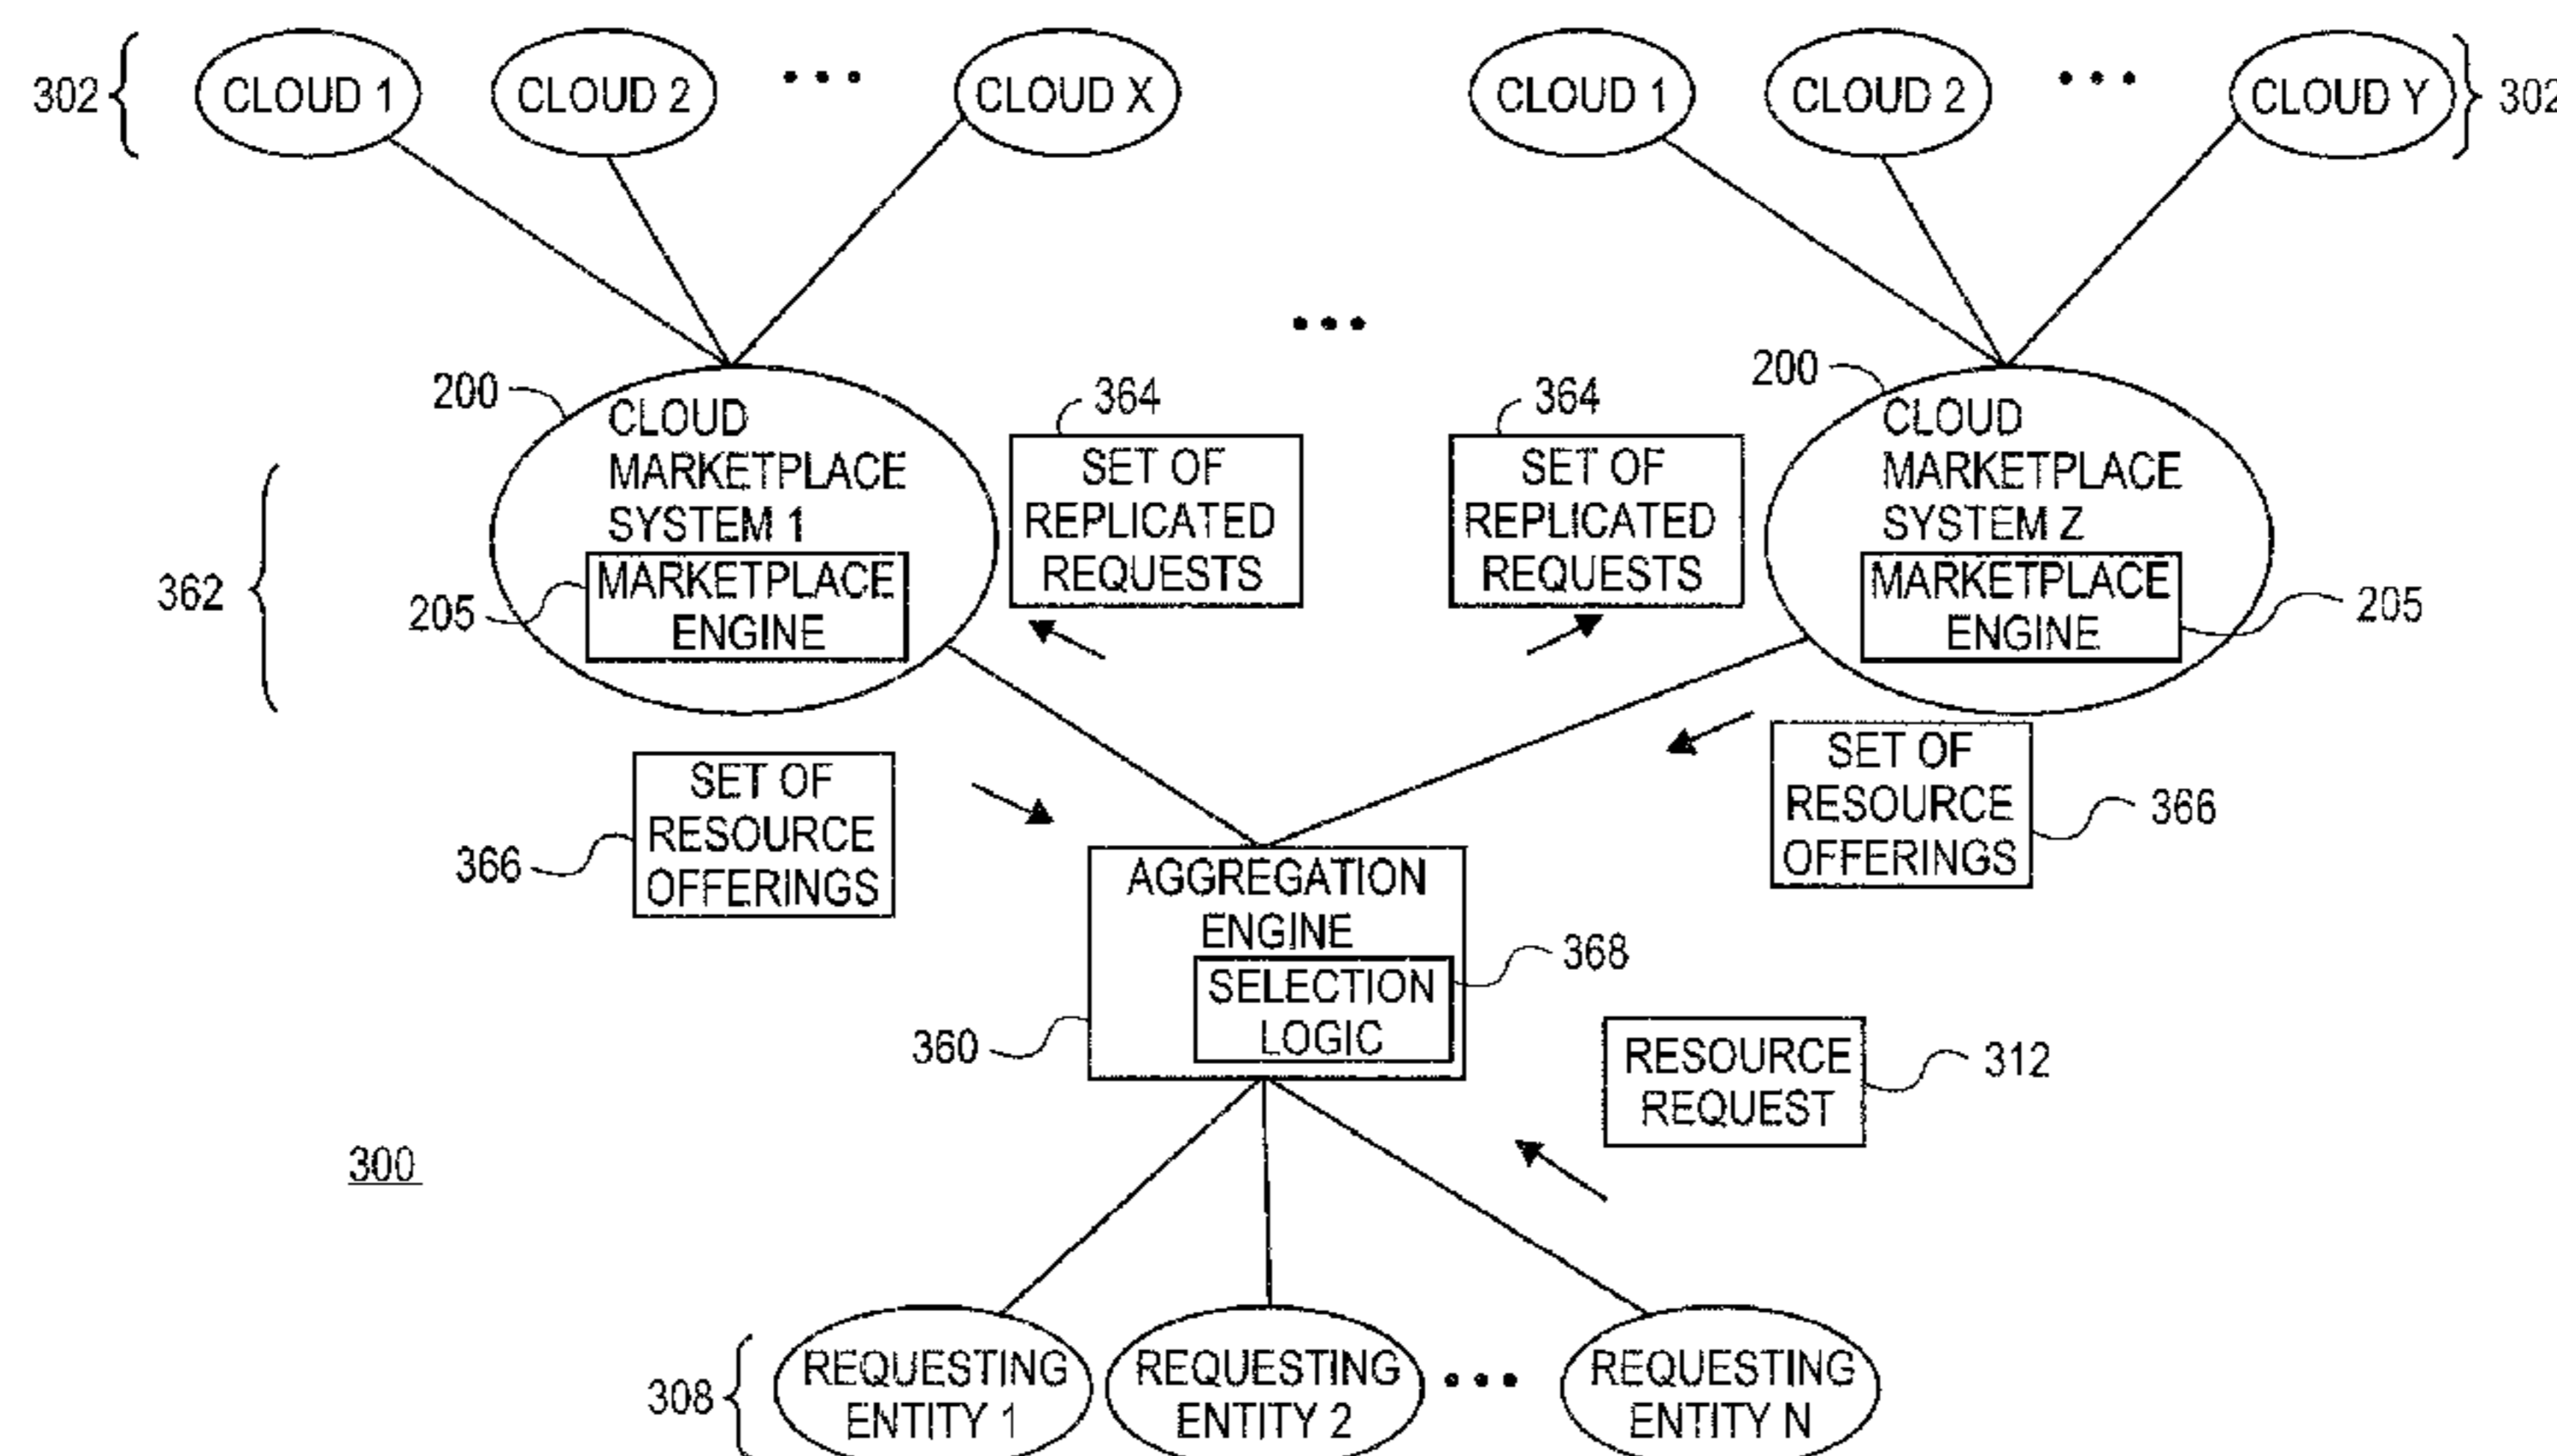 302 CLOUD 1 CLOUD 2 ••• CLOUD X CLOUD 1 CLOUD 2 ••• CLOUD Y 302
•••
200
CLOUD
MARKETPLACE
SYSTEM 1
205
MARKETPLACE
ENGINE
362
364
SET OF
REPLICATED
REQUESTS
364
SET OF
REPLICATED
REQUESTS
200
CLOUD
MARKETPLACE
SYSTEM Z
MARKETPLACE
ENGINE
205
SET OF
RESOURCE
OFFERINGS
366
SET OF
RESOURCE
OFFERINGS
366
AGGREGATION
ENGINE
SELECTION
LOGIC
368
360
RESOURCE
REQUEST
312
300
308
REQUESTING
ENTITY 1
REQUESTING
ENTITY 2
•••
REQUESTING
ENTITY N